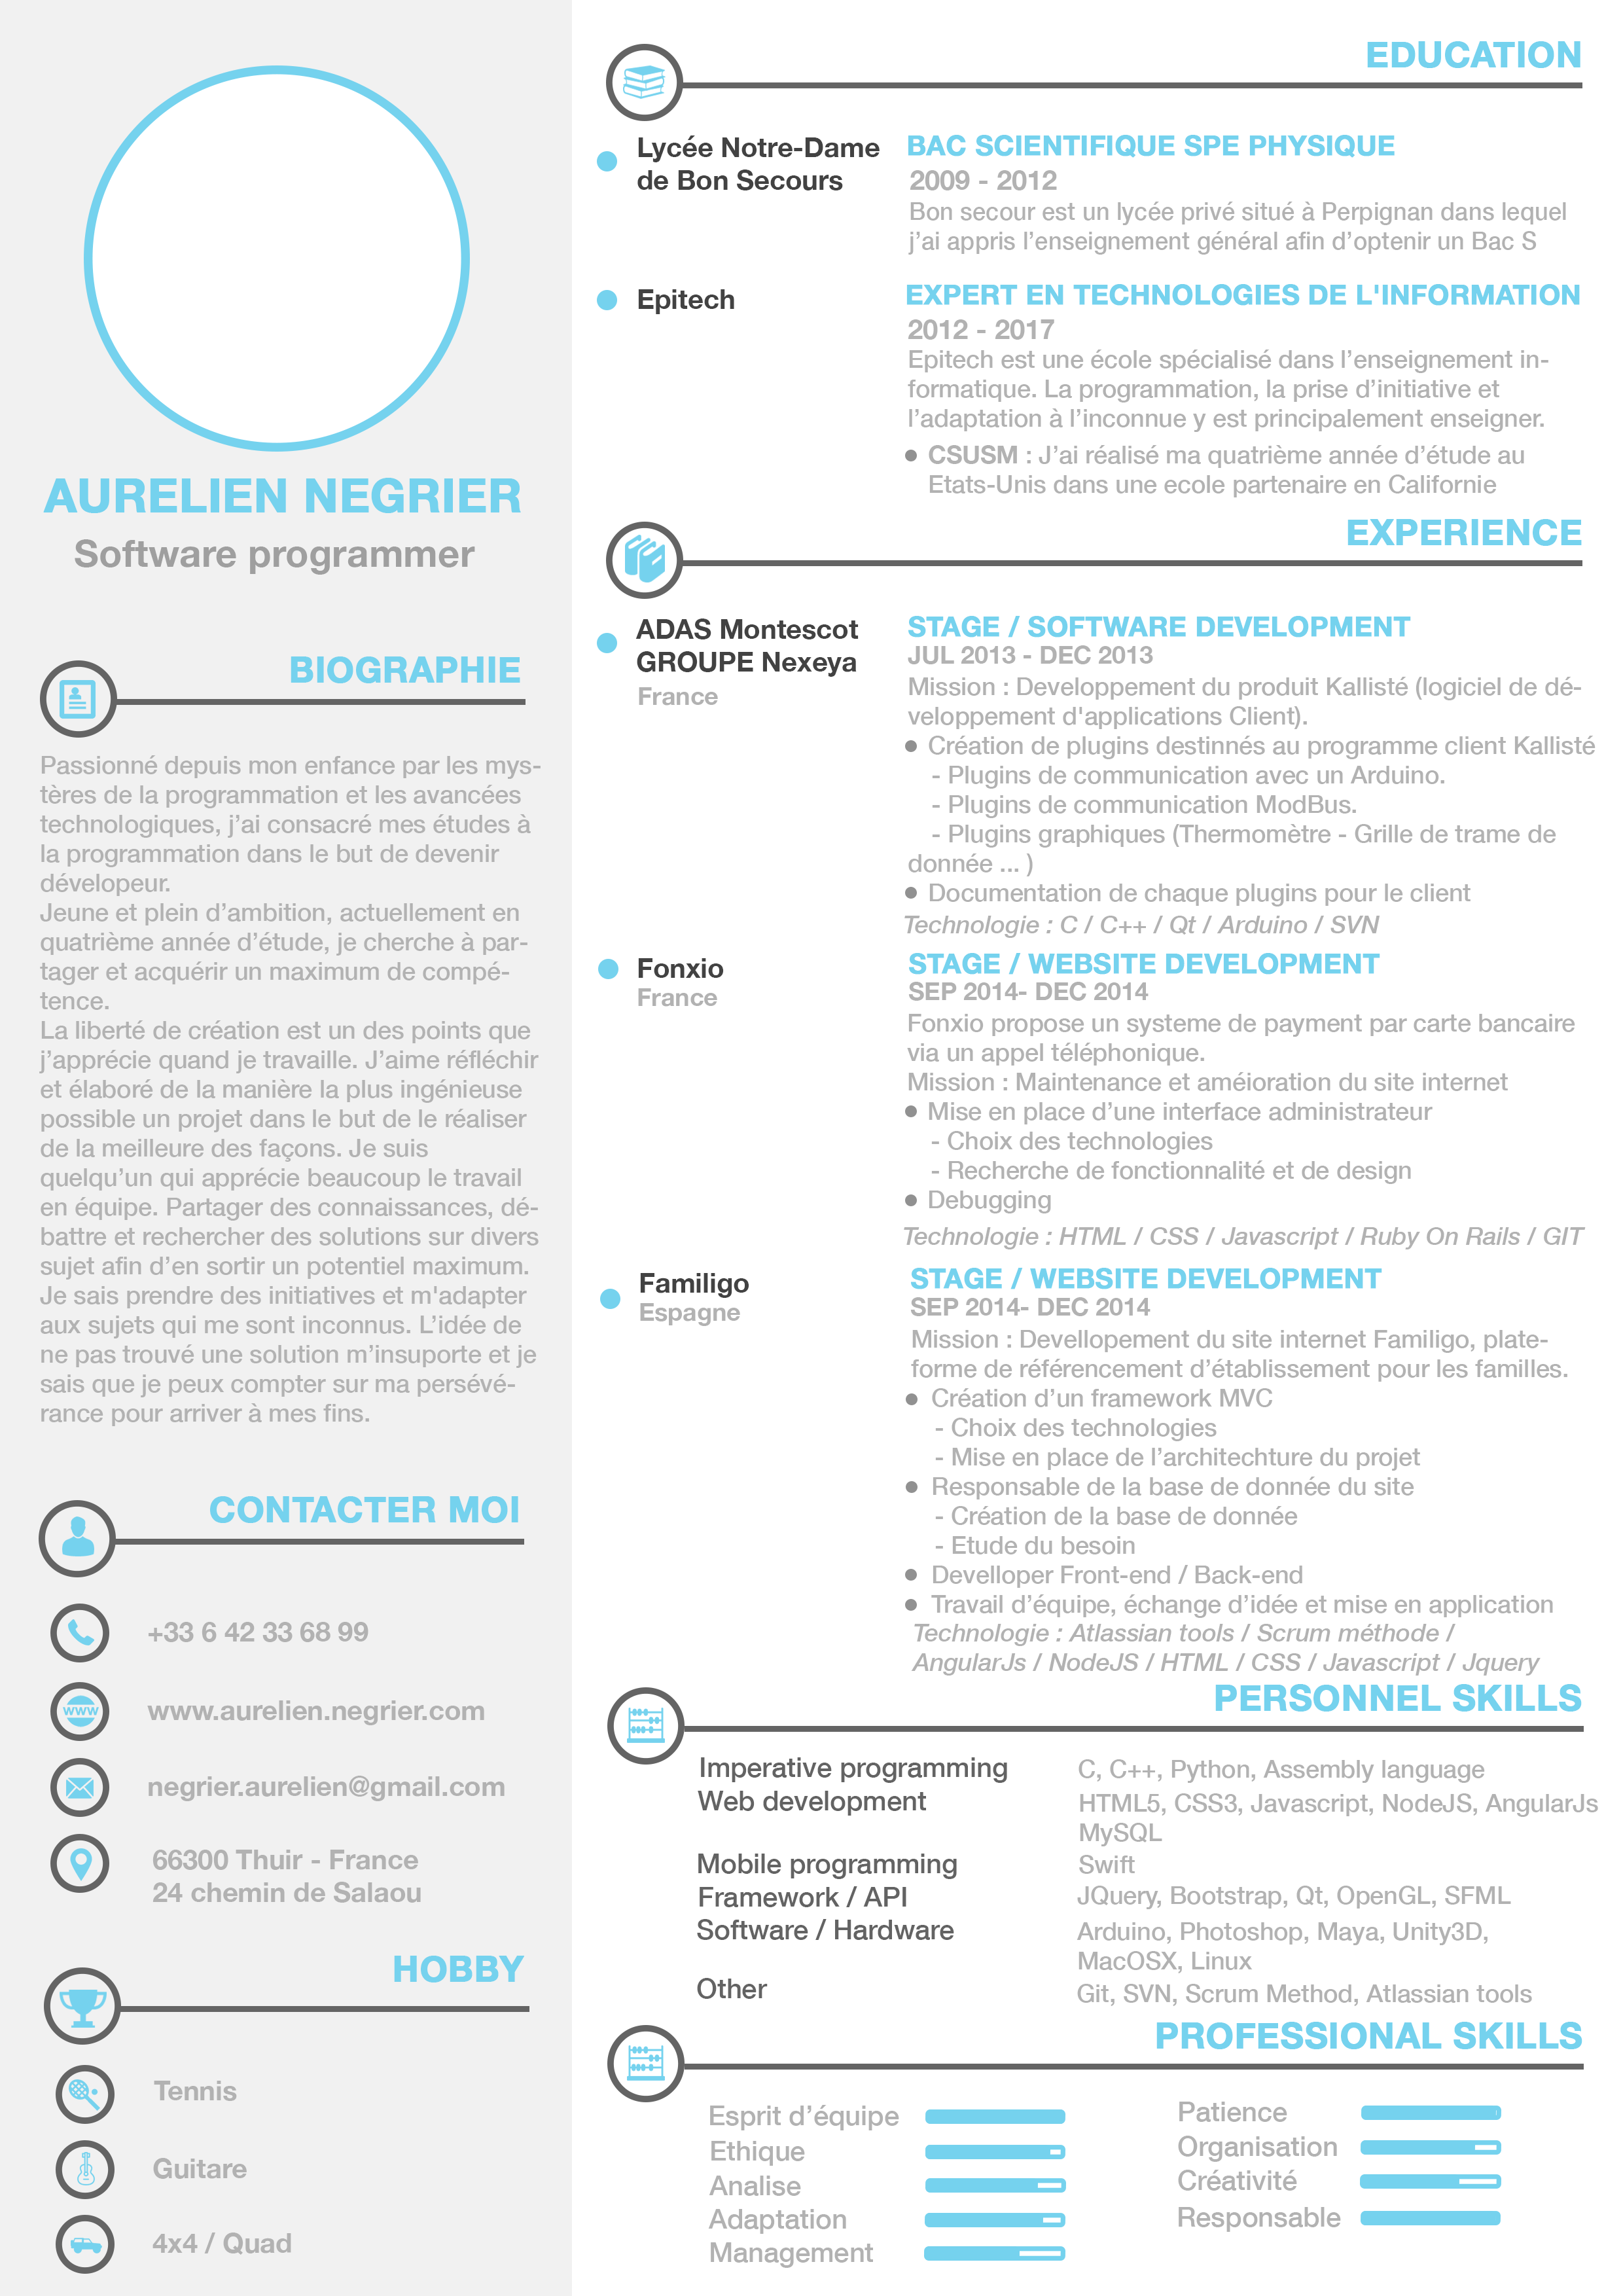 AURELIEN NEGRIER
Software programmer
BIOGRAPHIE
Passionné depuis mon enfance par les mys-
tères de la programmation et les avancées
technologiques, j’ai consacré mes études à
la programmation dans le but de devenir
dévelopeur.
Jeune et plein d’ambition, actuellement en
quatrième année d’étude, je cherche à par-
tager et acquérir un maximum de compé-
tence.
La liberté de création est un des points que
j’apprécie quand je travaille. J’aime réfléchir
et élaboré de la manière la plus ingénieuse
possible un projet dans le but de le réaliser
de la meilleure des façons. Je suis
quelqu’un qui apprécie beaucoup le travail
en équipe. Partager des connaissances, dé-
battre et rechercher des solutions sur divers
sujet afin d’en sortir un potentiel maximum.
Je sais prendre des initiatives et m'adapter
aux sujets qui me sont inconnus. L’idée de
ne pas trouvé une solution m’insuporte et je
sais que je peux compter sur ma persévé-
rance pour arriver à mes fins.
CONTACTER MOI
+33 6 42 33 68 99
WWW
www.aurelien.negrier.com
negrier.aurelien@gmail.com
66300 Thuir - France
24 chemin de Salaou
HOBBY
Tennis
Guitare
4x4 / Quad
EDUCATION
Lycée Notre-Dame
de Bon Secours
BAC SCIENTIFIQUE SPE PHYSIQUE
2009 - 2012
Bon secour est un lycée privé situé à Perpignan dans lequel
j’ai appris l’enseignement général afin d’optenir un Bac S
Epitech
EXPERT EN TECHNOLOGIES DE L'INFORMATION
2012 - 2017
Epitech est une école spécialisé dans l’enseignement in-
formatique. La programmation, la prise d’initiative et
l’adaptation à l’inconnue y est principalement enseigner.
● CSUSM : J’ai réalisé ma quatrième année d’étude au
Etats-Unis dans une ecole partenaire en Californie
EXPERIENCE
ADAS Montescot
GROUPE Nexeya
France
STAGE / SOFTWARE DEVELOPMENT
JUL 2013 - DEC 2013
Mission : Developpement du produit Kallisté (logiciel de dé-
veloppement d'applications Client).
● Création de plugins destinnés au programme client Kallisté
- Plugins de communication avec un Arduino.
- Plugins de communication ModBus.
- Plugins graphiques (Thermomètre - Grille de trame de
donnée ... )
● Documentation de chaque plugins pour le client
Technologie : C / C++ / Qt / Arduino / SVN
Fonxio
France
STAGE / WEBSITE DEVELOPMENT
SEP 2014- DEC 2014
Fonxio propose un systeme de payment par carte bancaire
via un appel téléphonique.
Mission : Maintenance et améioration du site internet
● Mise en place d’une interface administrateur
- Choix des technologies
- Recherche de fonctionnalité et de design
● Debugging
Technologie : HTML / CSS / Javascript / Ruby On Rails / GIT
Familigo
Espagne
STAGE / WEBSITE DEVELOPMENT
SEP 2014- DEC 2014
Mission : Devellopement du site internet Familigo, plate-
forme de référencement d’établissement pour les familles.
● Création d’un framework MVC
- Choix des technologies
- Mise en place de l’architechture du projet
● Responsable de la base de donnée du site
- Création de la base de donnée
- Etude du besoin
● Develloper Front-end / Back-end
● Travail d’équipe, échange d’idée et mise en application
Technologie : Atlassian tools / Scrum méthode /
AngularJs / NodeJS / HTML / CSS / Javascript / Jquery
PERSONNEL SKILLS
Imperative programming C, C++, Python, Assembly language
Web development HTML5, CSS3, Javascript, NodeJS, AngularJs
MySQL
Mobile programming Swift
Framework / API JQuery, Bootstrap, Qt, OpenGL, SFML
Software / Hardware Arduino, Photoshop, Maya, Unity3D,
MacOSX, Linux
Other Git, SVN, Scrum Method, Atlassian tools
PROFESSIONAL SKILLS
Esprit d’équipe
Ethique
Analise
Adaptation
Management
Patience
Organisation
Créativité
Responsable